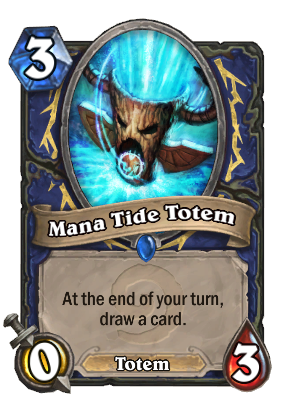 3
Mana Tide Totem
At the end of your turn,
draw a card.
0
Totem
3